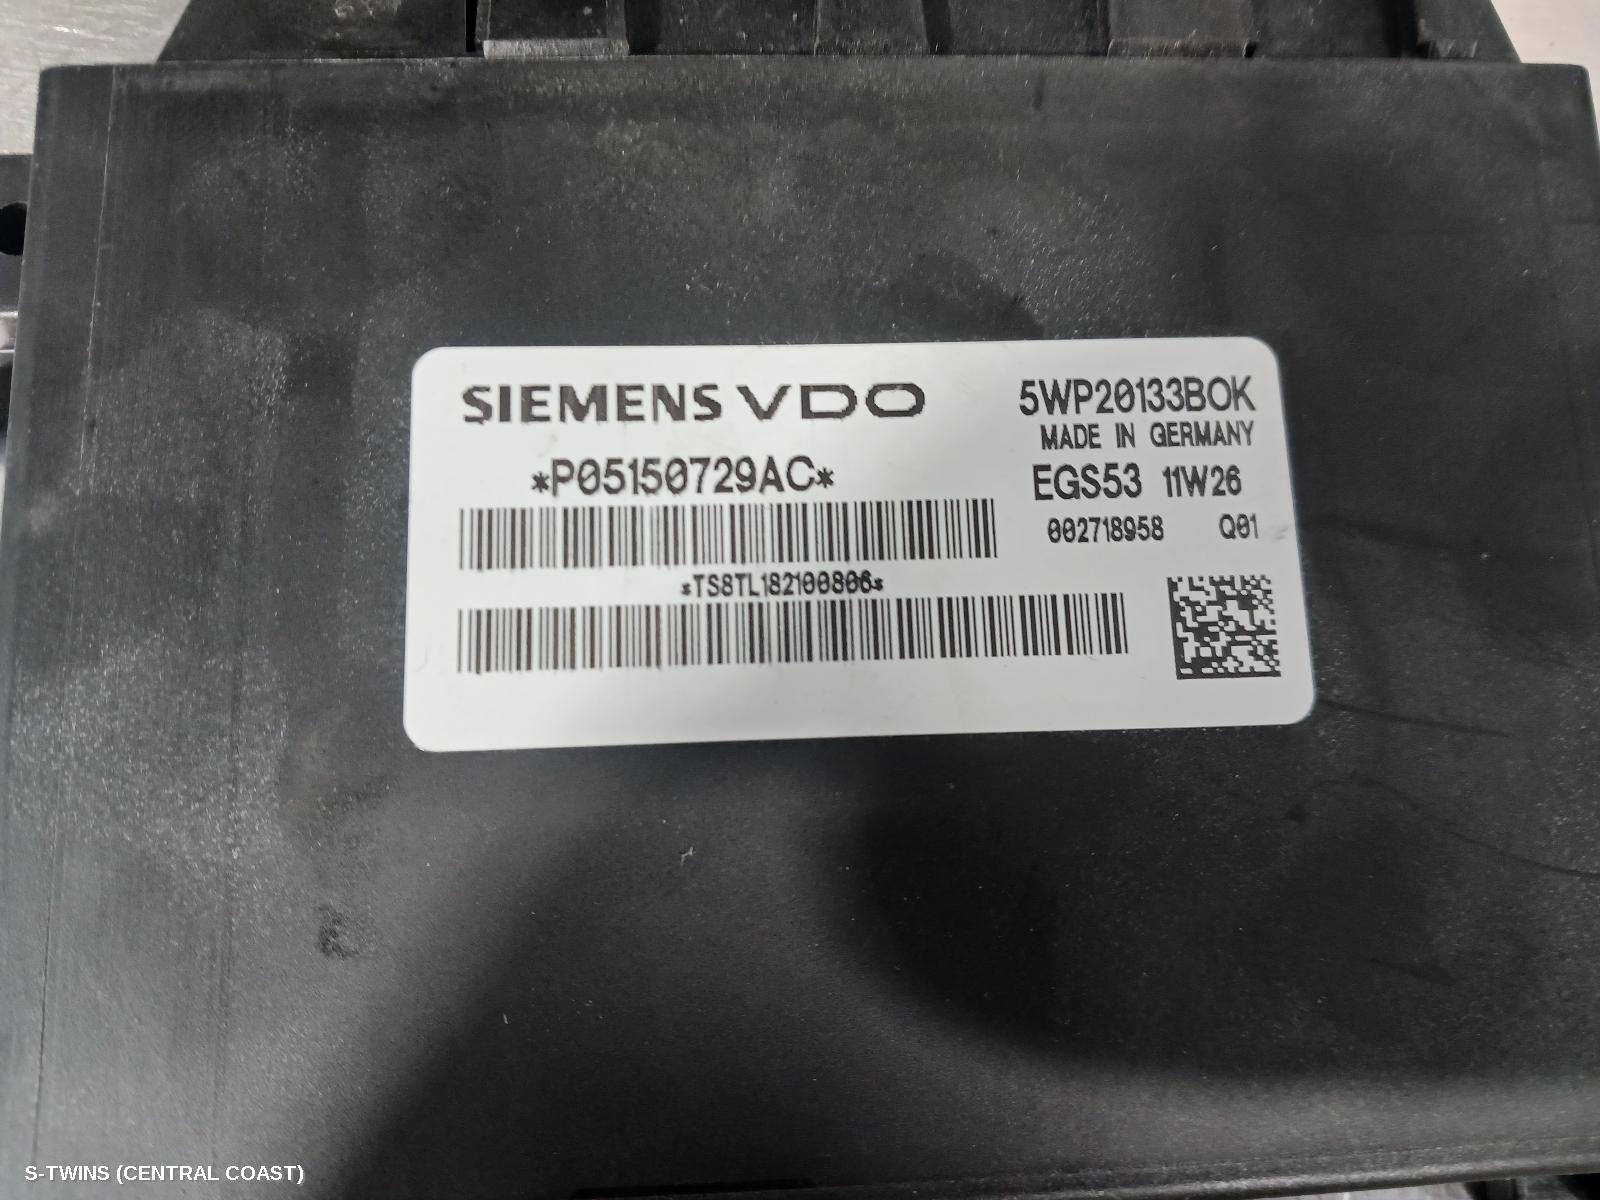 SIEMENS VDO
5WP20133BOK
MADE IN GERMANY
*P05150729AC*
EGS53 11W26
002718958 Q01
*TS8TL182100806*
S-TWINS (CENTRAL COAST)